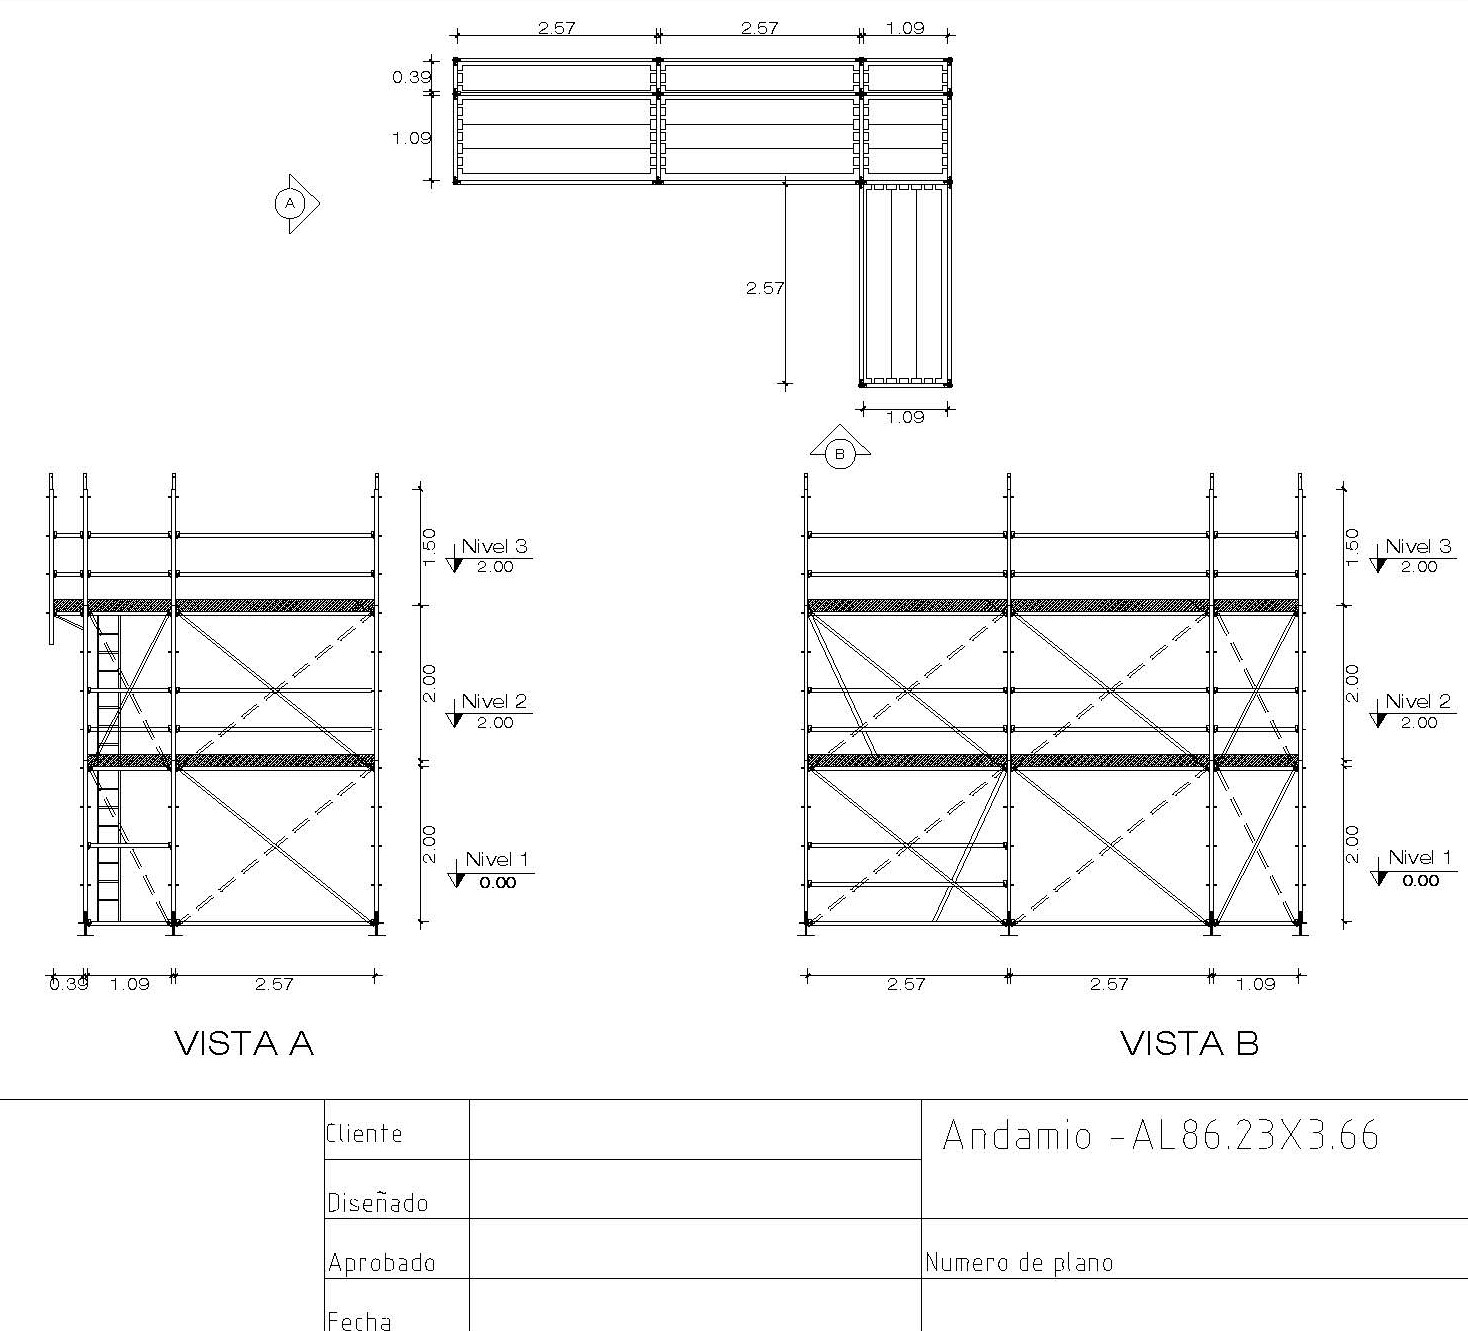 2.57 2.57 1.09
0.39
1.09
A
2.57
1.09
B
1.50
Nivel 3
2.00
2.00
Nivel 2
2.00
2.00
Nivel 1
0.00
0.39 1.09 2.57
VISTA A
1.50
Nivel 3
2.00
2.00
Nivel 2
2.00
2.00
Nivel 1
0.00
2.57 2.57 1.09
VISTA B
Cliente
Andamio -AL86.23X3.66
Diseñado
Aprobado
Numero de plano
Fecha